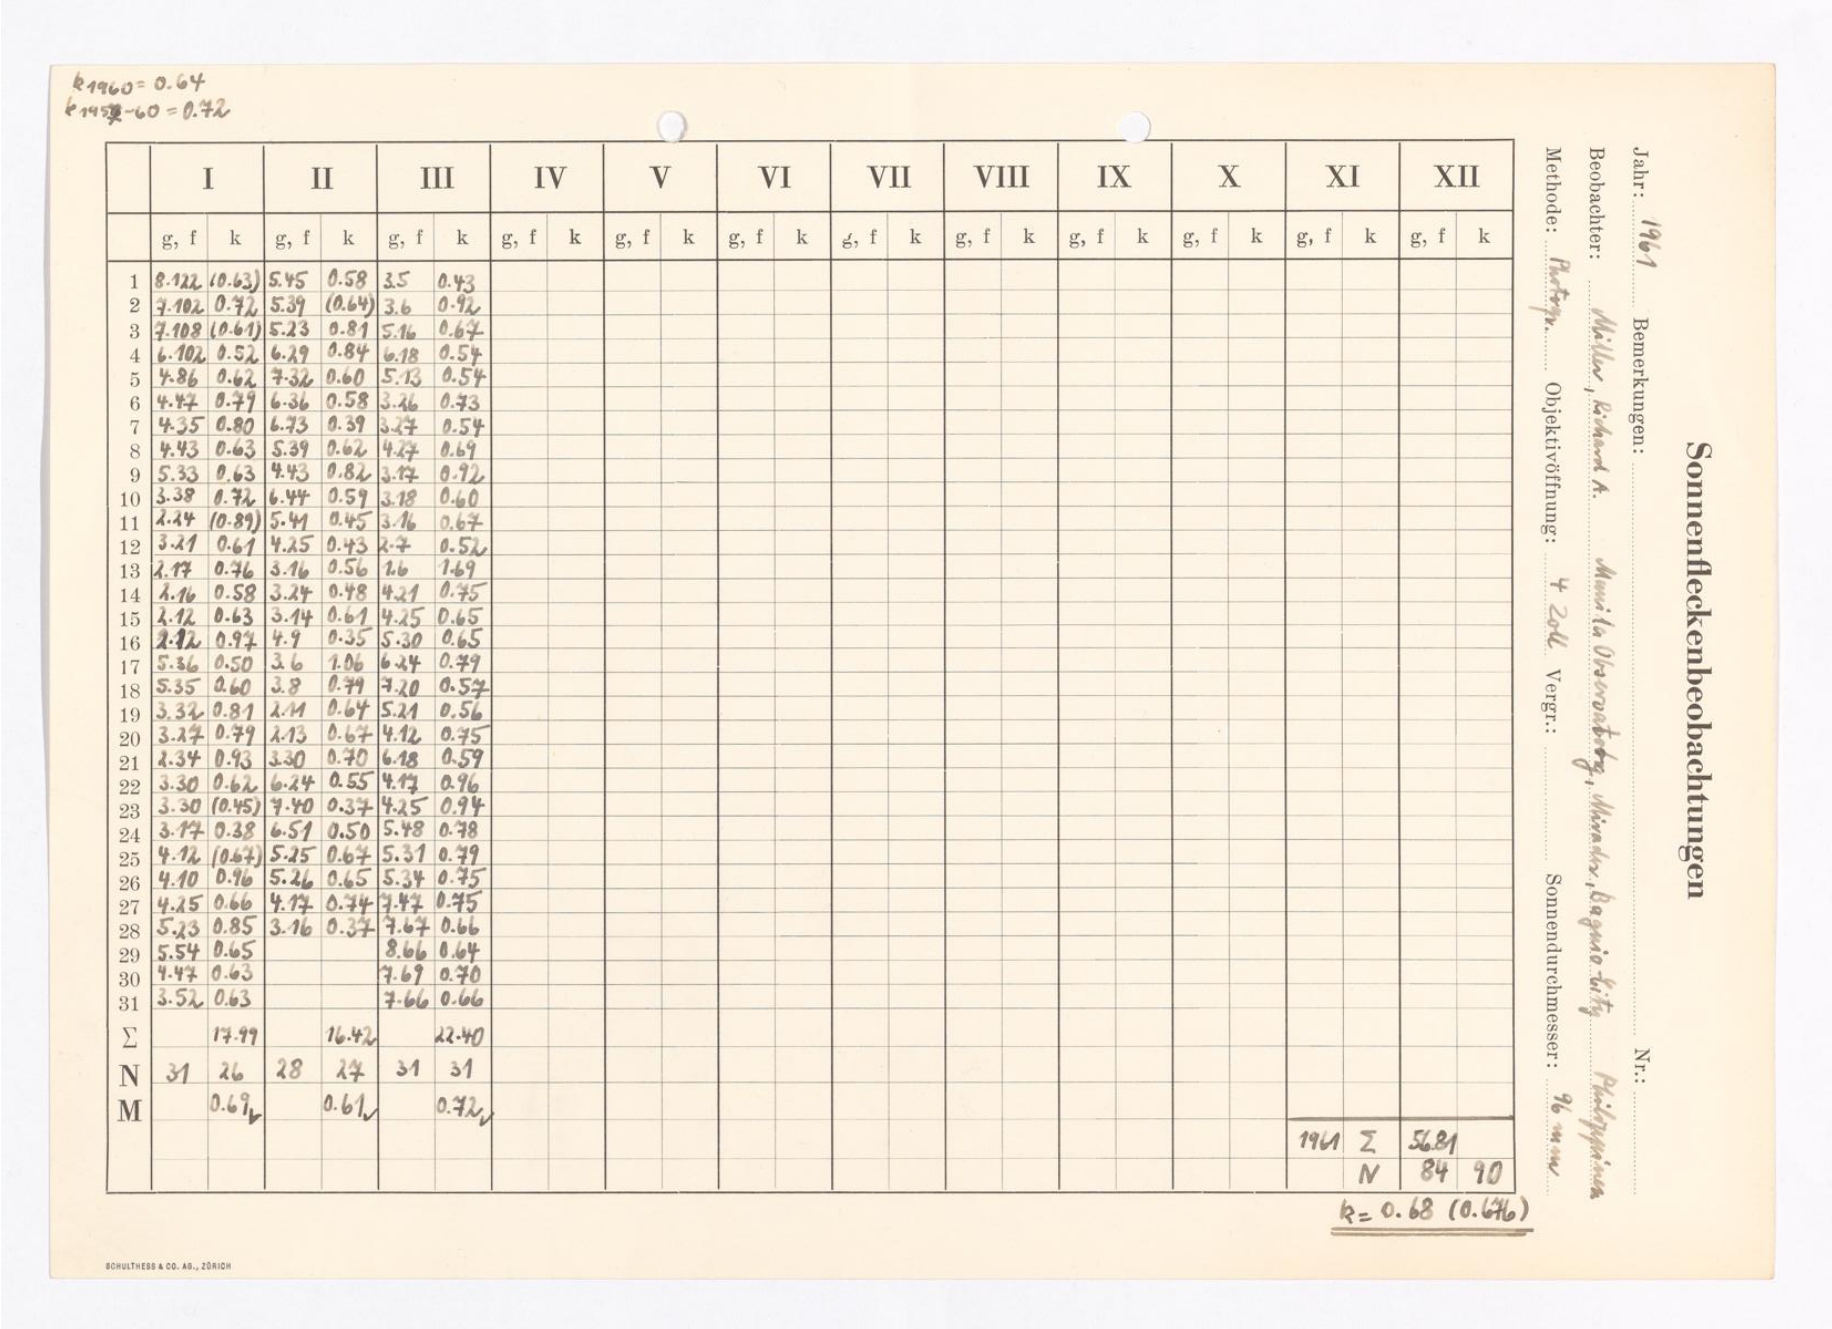 k1960 = 0.64
k1957-60 = 0.72
Sonnenfleckenbeobachtungen
Jahr: 1961 Bemerkungen: Nr.:
Beobachter: Miller, Richard A. Manila Observatory, Mirador, Baguio City Philippinen
Methode: Photogr. Objektivöffnung: 4 Zoll Vergr.: Sonnendurchmesser: 96 mm
I II III IV V VI VII VIII IX X XI XII
g, f k g, f k g, f k g, f k g, f k g, f k g, f k g, f k g, f k g, f k g, f k g, f k
1 8.122 (0.63) 5.45 0.58 3.5 0.43
2 7.102 0.72 5.39 (0.64) 3.6 0.92
3 7.108 (0.61) 5.23 0.81 5.16 0.67
4 6.102 0.52 6.29 0.84 6.18 0.54
5 4.86 0.62 7.32 0.60 5.13 0.54
6 4.47 0.79 6.36 0.58 3.26 0.73
7 4.35 0.80 6.73 0.39 3.27 0.54
8 4.43 0.63 5.39 0.62 4.27 0.69
9 5.33 0.63 4.43 0.82 3.17 0.92
10 3.38 0.72 6.44 0.59 3.18 0.60
11 2.24 (0.89) 5.41 0.45 3.16 0.67
12 3.21 0.61 4.25 0.43 2.7 0.52
13 2.17 0.76 3.16 0.56 1.6 1.69
14 2.16 0.58 3.24 0.48 4.21 0.75
15 2.12 0.63 3.14 0.61 4.25 0.65
16 2.12 0.97 4.9 0.35 5.30 0.65
17 5.36 0.50 3.6 1.06 6.24 0.79
18 5.35 0.60 3.8 0.79 7.20 0.57
19 3.32 0.81 2.11 0.64 5.21 0.56
20 3.27 0.79 2.13 0.67 4.12 0.75
21 2.34 0.93 3.30 0.70 6.18 0.59
22 3.30 0.62 6.24 0.55 4.17 0.96
23 3.30 (0.45) 7.40 0.37 4.25 0.94
24 3.17 0.38 6.51 0.50 5.48 0.78
25 4.12 (0.67) 5.25 0.67 5.31 0.79
26 4.10 0.96 5.26 0.65 5.34 0.75
27 4.25 0.66 4.17 0.74 7.47 0.75
28 5.23 0.85 3.16 0.37 7.67 0.66
29 5.54 0.65 8.66 0.64
30 4.47 0.63 7.69 0.70
31 3.52 0.63 7.66 0.66
Σ 17.99 16.42 22.40
N 31 26 28 27 31 31
M 0.69 0.61 0.72
1961 Σ 56.81
N 84 90
k = 0.68 (0.676)
SCHULTHESS & CO. AG., ZÜRICH